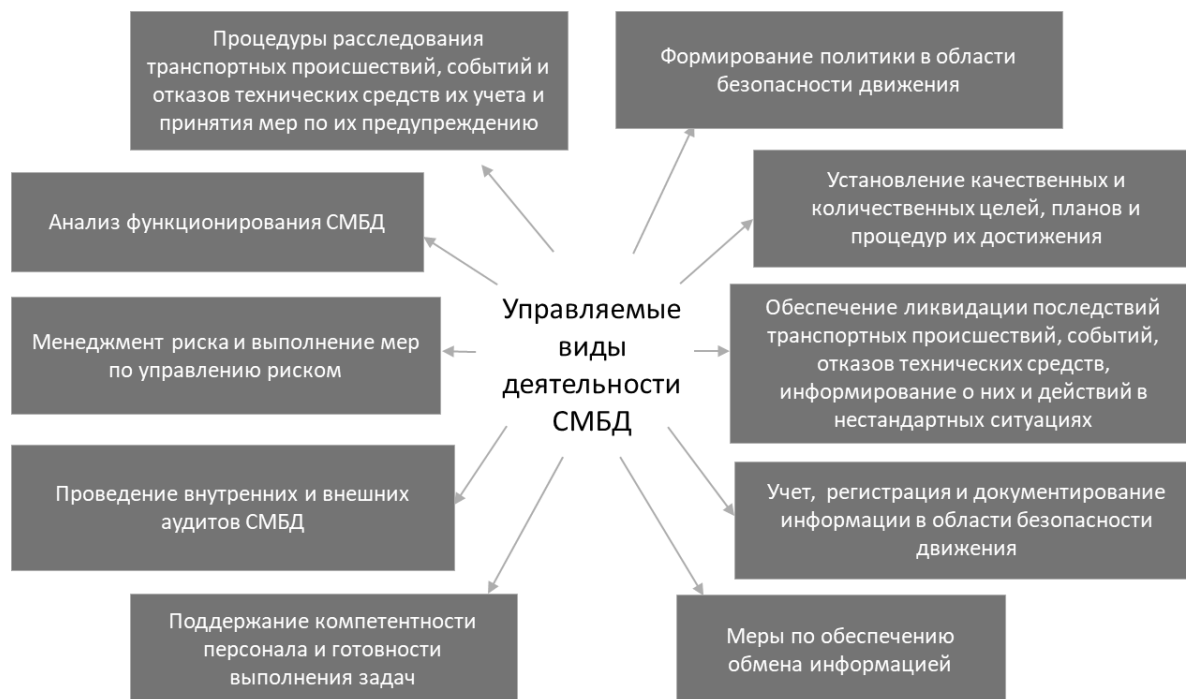 Процедуры расследования
транспортных происшествий, событий и
отказов технических средств их учета и
принятия мер по их предупреждению
Формирование политики в области
безопасности движения
Анализ функционирования СМБД
Установление качественных и
количественных целей, планов и
процедур их достижения
Управляемые
виды
деятельности
СМБД
Менеджмент риска и выполнение мер
по управлению риском
Обеспечение ликвидации последствий
транспортных происшествий, событий,
отказов технических средств,
информирование о них и действий в
нестандартных ситуациях
Проведение внутренних и внешних
аудитов СМБД
Учет, регистрация и документирование
информации в области безопасности
движения
Поддержание компетентности
персонала и готовности
выполнения задач
Меры по обеспечению
обмена информацией